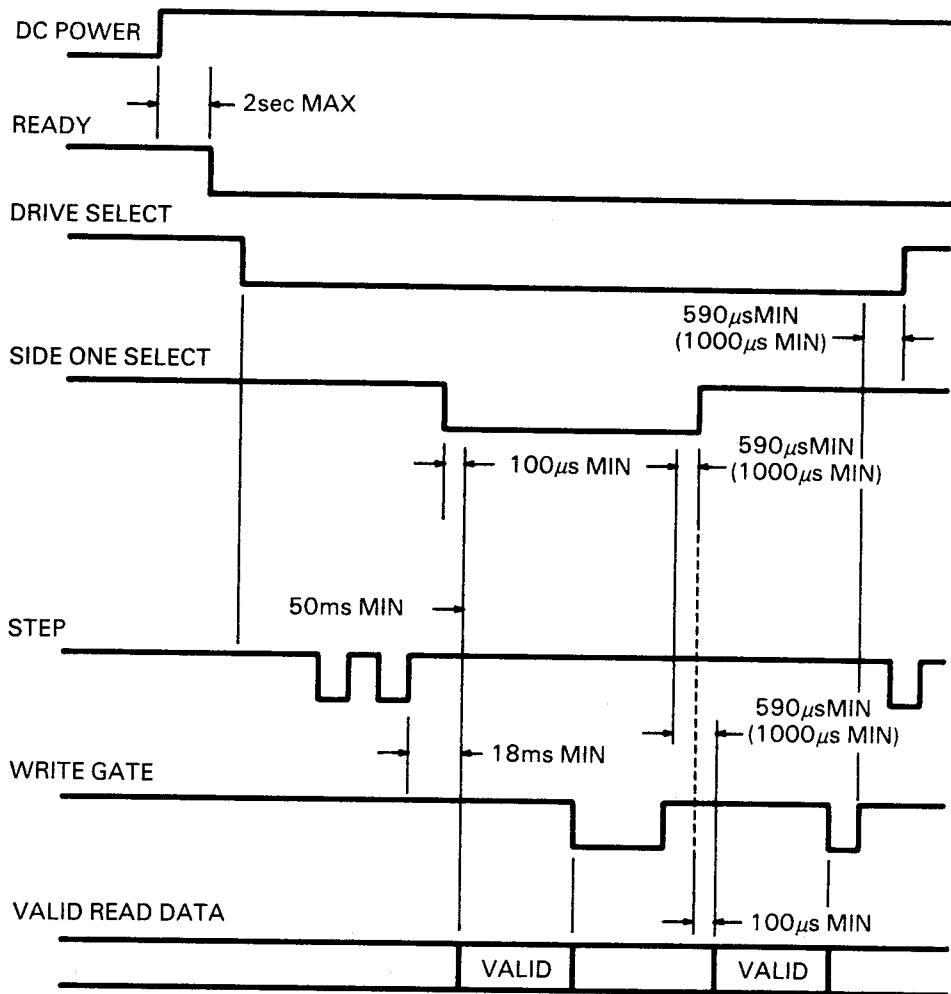 DC POWER
2sec MAX
READY
DRIVE SELECT
590μsMIN
(1000μs MIN)
SIDE ONE SELECT
100μs MIN
590μsMIN
(1000μs MIN)
50ms MIN
STEP
590μsMIN
(1000μs MIN)
18ms MIN
WRITE GATE
100μs MIN
VALID READ DATA
VALID
VALID